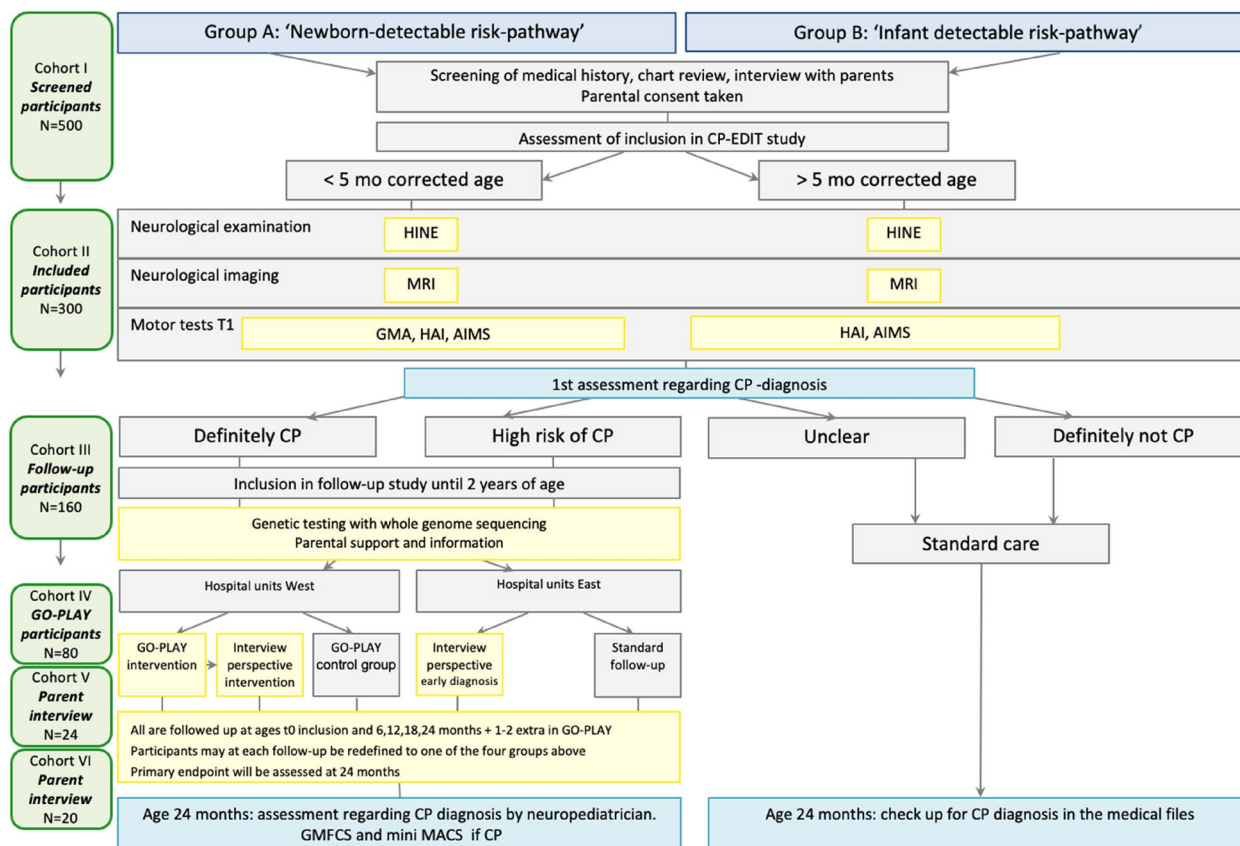 Group A: ‘Newborn-detectable risk-pathway’
Group B: ‘Infant detectable risk-pathway’
Cohort I
Screened
participants
N=500
Screening of medical history, chart review, interview with parents
Parental consent taken
Assessment of inclusion in CP-EDIT study
< 5 mo corrected age
> 5 mo corrected age
Cohort II
Included
participants
N=300
Neurological examination
HINE
HINE
Neurological imaging
MRI
MRI
Motor tests T1
GMA, HAI, AIMS
HAI, AIMS
1st assessment regarding CP -diagnosis
Cohort III
Follow-up
participants
N=160
Definitely CP
High risk of CP
Unclear
Definitely not CP
Inclusion in follow-up study until 2 years of age
Genetic testing with whole genome sequencing
Parental support and information
Standard care
Hospital units West
Hospital units East
Cohort IV
GO-PLAY
participants
N=80
GO-PLAY
intervention
Interview
perspective
intervention
GO-PLAY
control group
Interview
perspective
early diagnosis
Standard
follow-up
Cohort V
Parent
interview
N=24
All are followed up at ages t0 inclusion and 6,12,18,24 months + 1-2 extra in GO-PLAY
Participants may at each follow-up be redefined to one of the four groups above
Primary endpoint will be assessed at 24 months
Cohort VI
Parent
interview
N=20
Age 24 months: assessment regarding CP diagnosis by neuropediatrician.
GMFCS and mini MACS if CP
Age 24 months: check up for CP diagnosis in the medical files